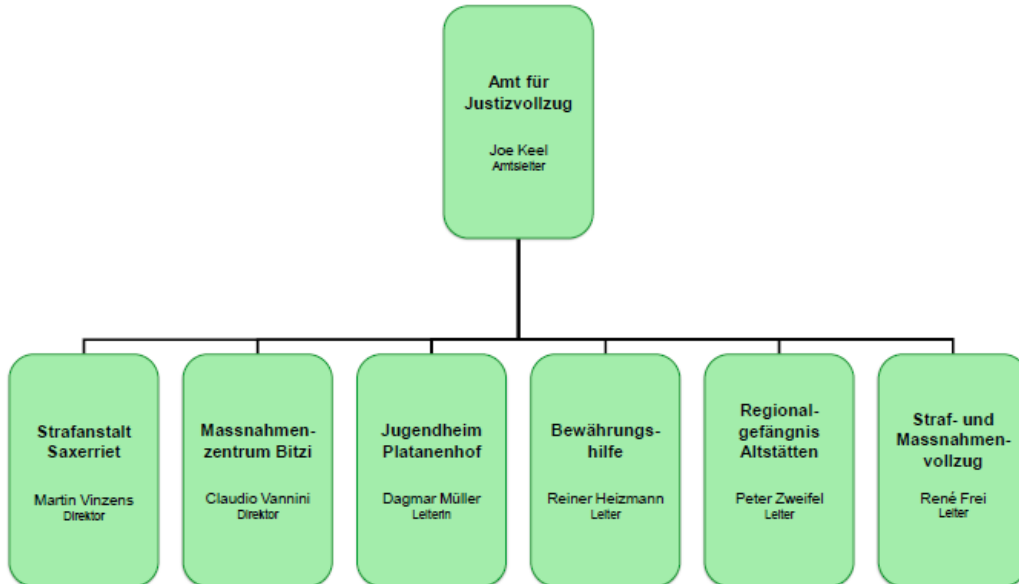 Amt für
Justizvollzug
Joe Keel
Amtsleiter
Strafanstalt
Saxerriet
Martin Vinzens
Direktor
Massnahmen-
zentrum Bitzi
Claudio Vannini
Direktor
Jugendheim
Platanenhof
Dagmar Müller
Leiterin
Bewährungs-
hilfe
Reiner Heizmann
Leiter
Regional-
gefängnis
Altstätten
Peter Zweifel
Leiter
Straf- und
Massnahmen-
vollzug
René Frei
Leiter